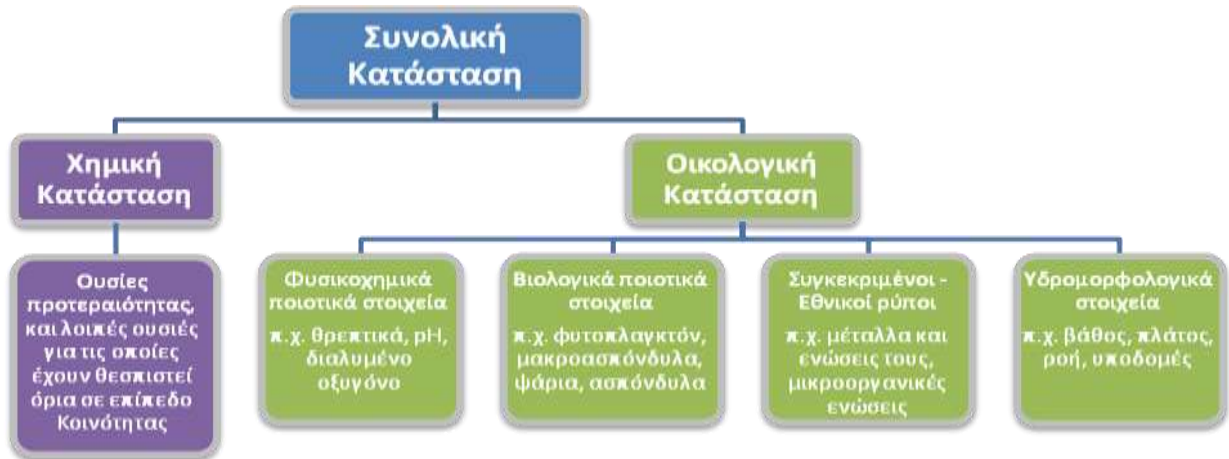 Συνολική
Κατάσταση
Χημική
Κατάσταση
Οικολογική
Κατάσταση
Ουσίες
προτεραιότητας,
και λοιπές ουσιές
για τις οποίες
έχουν θεσπιστεί
όρια σε επίπεδο
Κοινότητας
Φυσικοχημικά
ποιοτικά στοιχεία
π.χ. θρεπτικά, pH,
διαλυμένο
οξυγόνο
Βιολογικά ποιοτικά
στοιχεία
π.χ. φυτοπλαγκτόν,
μακροασπόνδυλα,
ψάρια, ασπόνδυλα
Συγκεκριμένοι -
Εθνικοί ρύποι
π.χ. μέταλλα και
ενώσεις τους,
μικροοργανικές
ενώσεις
Υδρομορφολογικά
στοιχεία
π.χ. βάθος, πλάτος,
ροή, υποδομές